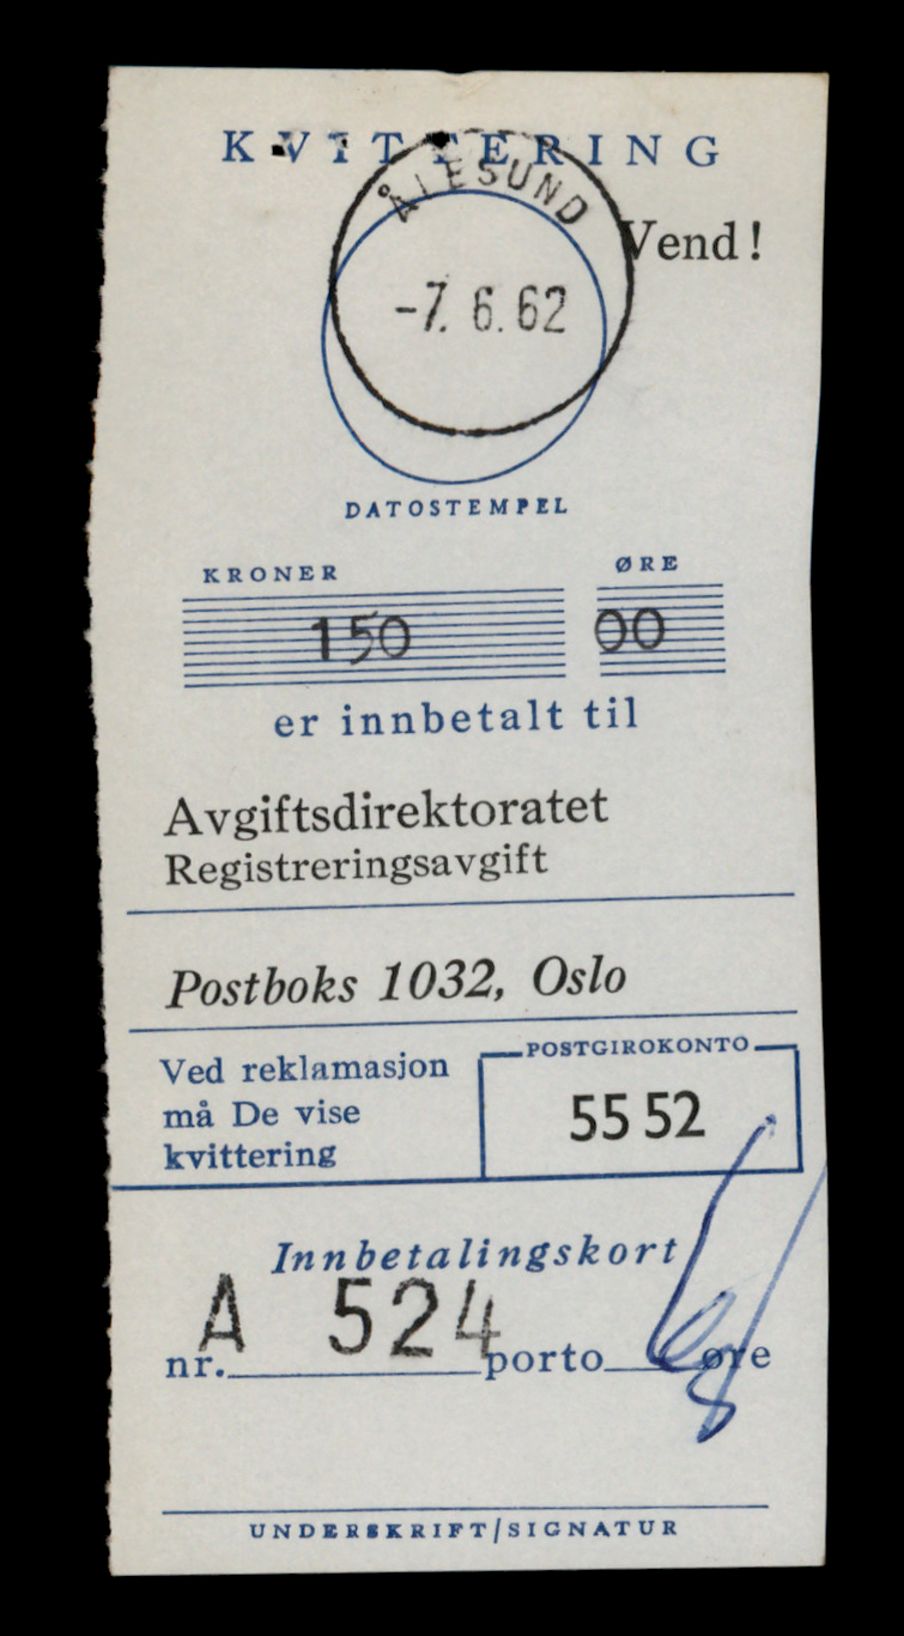 KVITTERING
ÅLESUND
Vend!
-7. 6. 62
DATOSTEMPEL
KRONER ØRE
150 00
er innbetalt til
Avgiftsdirektoratet
Registreringsavgift
Postboks 1032, Oslo
Ved reklamasjon
må De vise
kvittering
POSTGIROKONTO
55 52
Innbetalingskort
A 524
nr. porto øre
UNDERSKRIFT/SIGNATUR